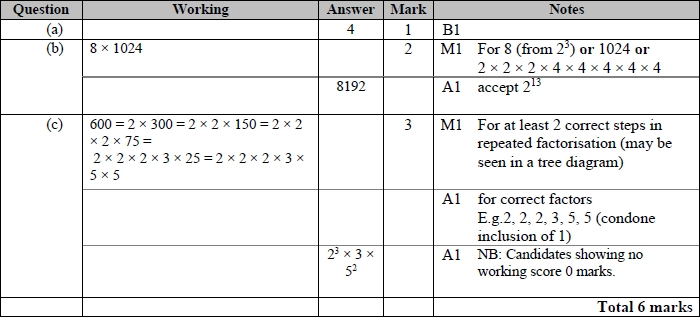 Question Working Answer Mark Notes
(a) 4 1 B1
(b) 8 × 1024 2 M1 For 8 (from 2³) or 1024 or
2 × 2 × 2 × 4 × 4 × 4 × 4 × 4
8192 A1 accept 2¹³
(c) 600 = 2 × 300 = 2 × 2 × 150 = 2 × 2 3 M1 For at least 2 correct steps in
× 2 × 75 = repeated factorisation (may be
2 × 2 × 2 × 3 × 25 = 2 × 2 × 2 × 3 × seen in a tree diagram)
5 × 5
A1 for correct factors
E.g.2, 2, 2, 3, 5, 5 (condone
inclusion of 1)
2³ × 3 × A1 NB: Candidates showing no
5² working score 0 marks.
Total 6 marks